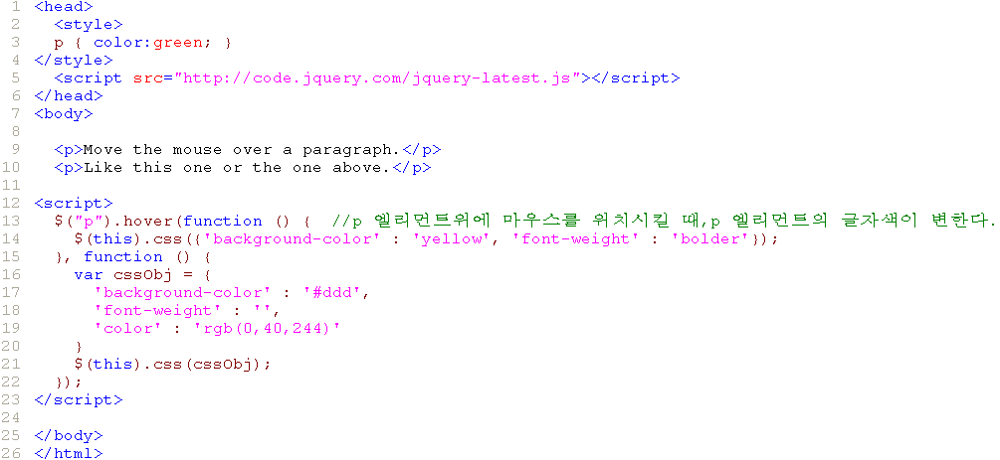 1 <head>
2   <style>
3   p { color:green; }
4 </style>
5   <script src="http://code.jquery.com/jquery-latest.js"></script>
6 </head>
7 <body>
8
9   <p>Move the mouse over a paragraph.</p>
10   <p>Like this one or the one above.</p>
11
12 <script>
13   $("p").hover(function () {  //p 엘리먼트위에 마우스를 위치시킬 때,p 엘리먼트의 글자색이 변한다.
14     $(this).css({'background-color' : 'yellow', 'font-weight' : 'bolder'});
15   }, function () {
16     var cssObj = {
17       'background-color' : '#ddd',
18       'font-weight' : '',
19       'color' : 'rgb(0,40,244)'
20     }
21     $(this).css(cssObj);
22   });
23 </script>
24
25 </body>
26 </html>